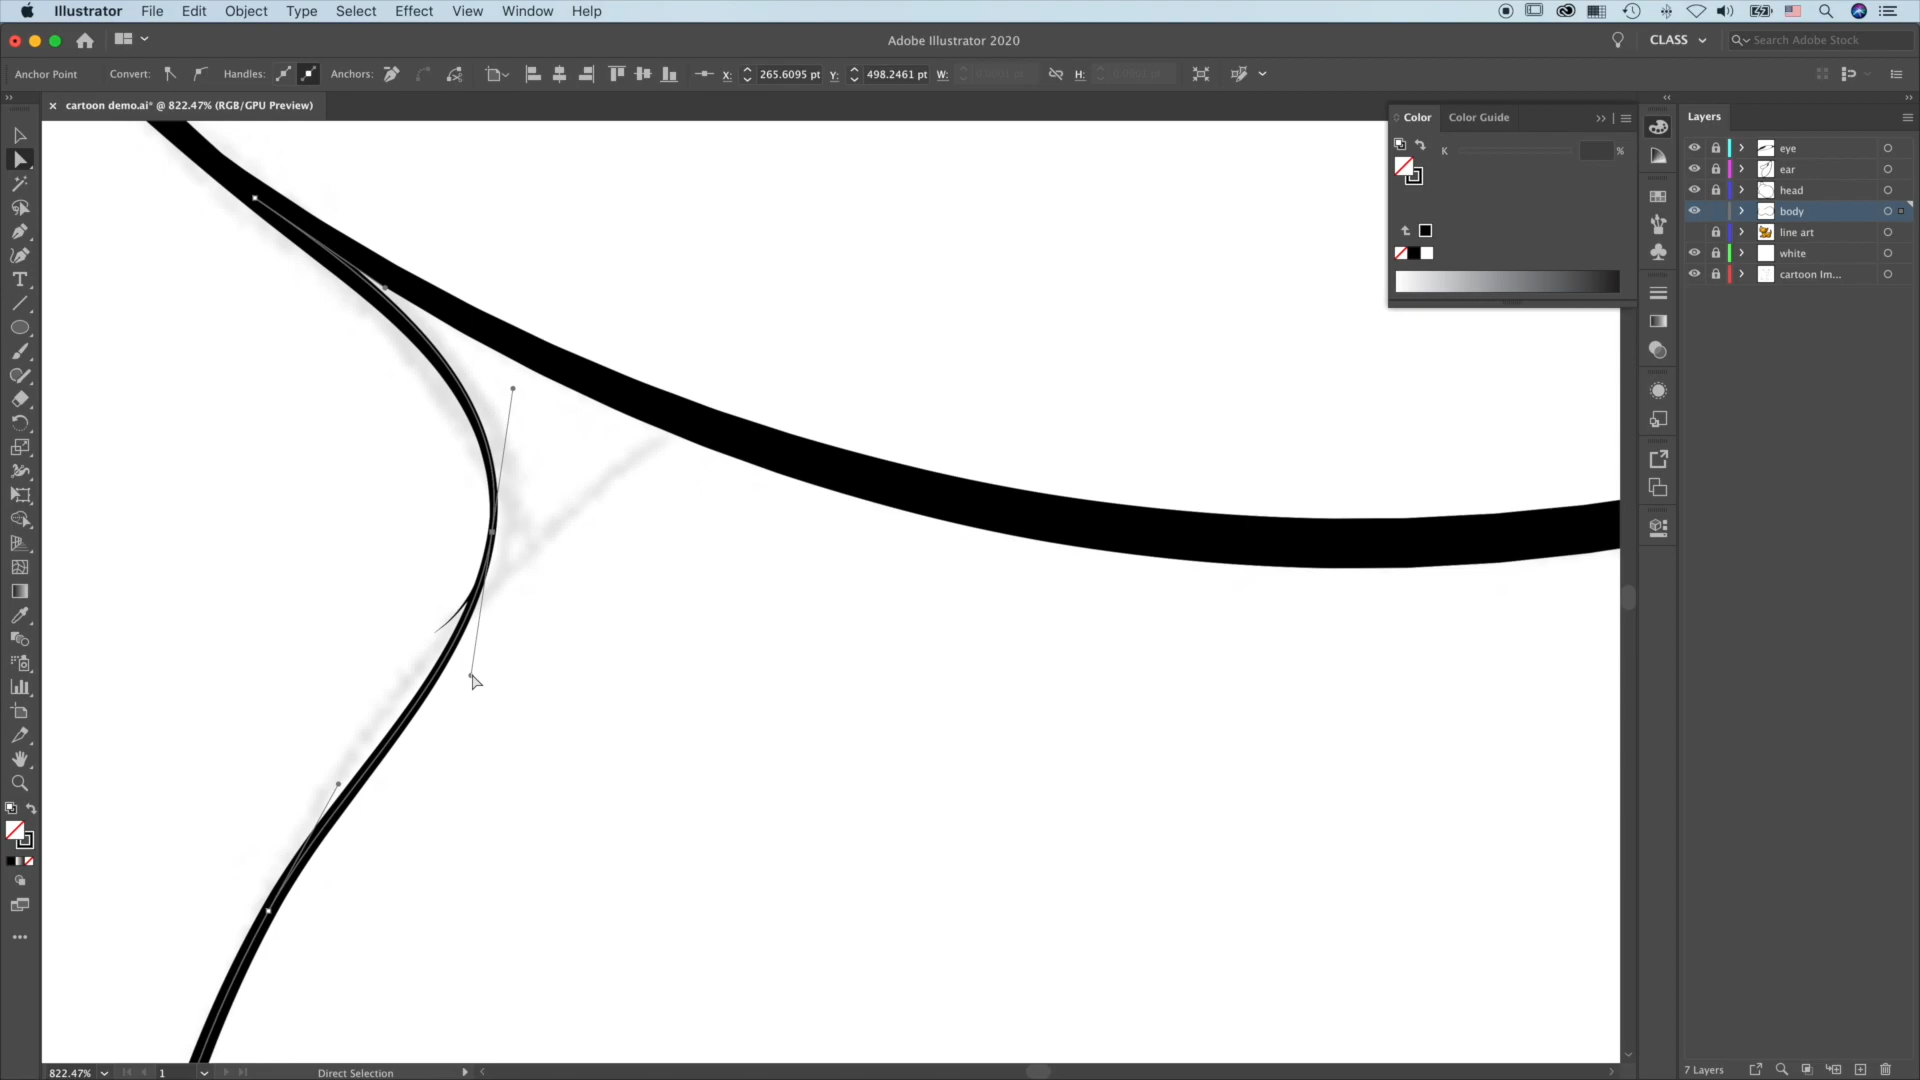 Illustrator File Edit Object Type Select Effect View Window Help
Adobe Illustrator 2020
CLASS
Search Adobe Stock
Anchor Point Convert: Handles: Anchors: X: 265.6095 pt Y: 498.2461 pt W: H:
cartoon demo.ai* @ 822.47% (RGB/GPU Preview)
Color Color Guide
K %
Layers
eye
ear
head
body
line art
white
cartoon Im...
822.47% 1 Direct Selection
7 Layers